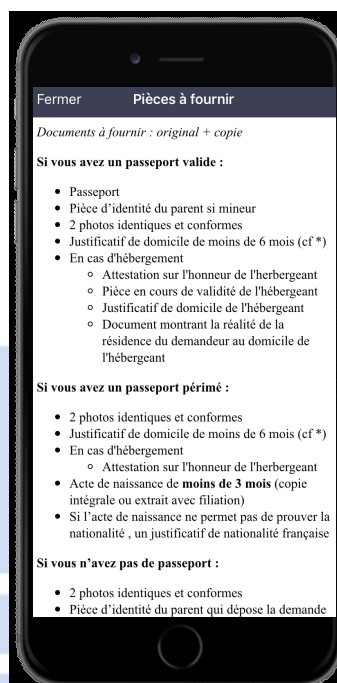 Fermer Pièces à fournir
Documents à fournir : original + copie
Si vous avez un passeport valide :
• Passeport
• Pièce d'identité du parent si mineur
• 2 photos identiques et conformes
• Justificatif de domicile de moins de 6 mois (cf *)
• En cas d'hébergement
○ Attestation sur l'honneur de l'herbergeant
○ Pièce en cours de validité de l'hébergeant
○ Justificatif de domicile de l'hébergeant
○ Document montrant la réalité de la
résidence du demandeur au domicile de
l'hébergeant
Si vous avez un passeport périmé :
• 2 photos identiques et conformes
• Justificatif de domicile de moins de 6 mois (cf *)
• En cas d'hébergement
○ Attestation sur l'honneur de l'herbergeant
• Acte de naissance de moins de 3 mois (copie
intégrale ou extrait avec filiation)
• Si l'acte de naissance ne permet pas de prouver la
nationalité , un justificatif de nationalité française
Si vous n'avez pas de passeport :
• 2 photos identiques et conformes
• Pièce d'identité du parent qui dépose la demande